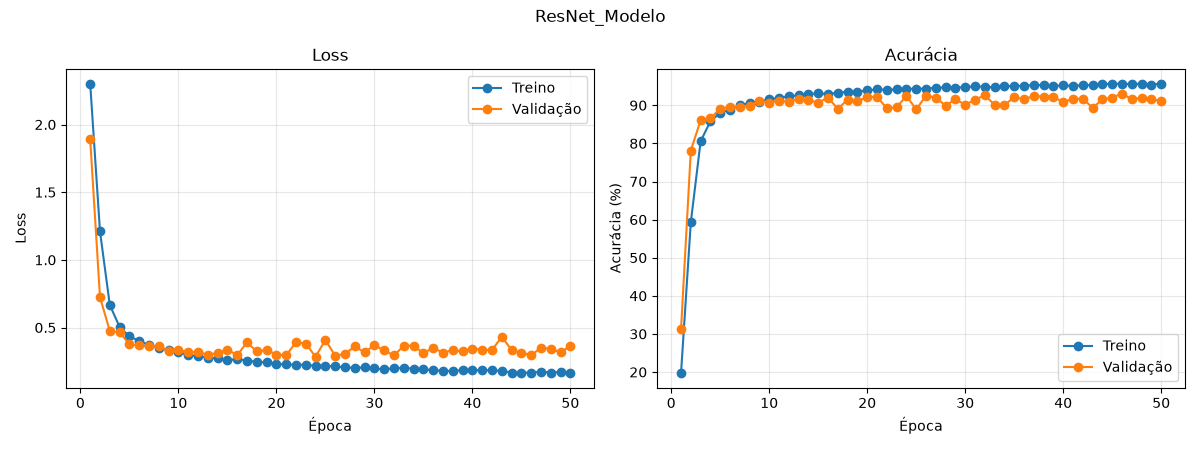 ResNet_Modelo
Loss
Treino
Validação
2.0
1.5
1.0
0.5
Loss
0
10
20
30
40
50
Época
Acurácia
90
80
70
60
50
40
30
20
Acurácia (%)
Treino
Validação
0
10
20
30
40
50
Época